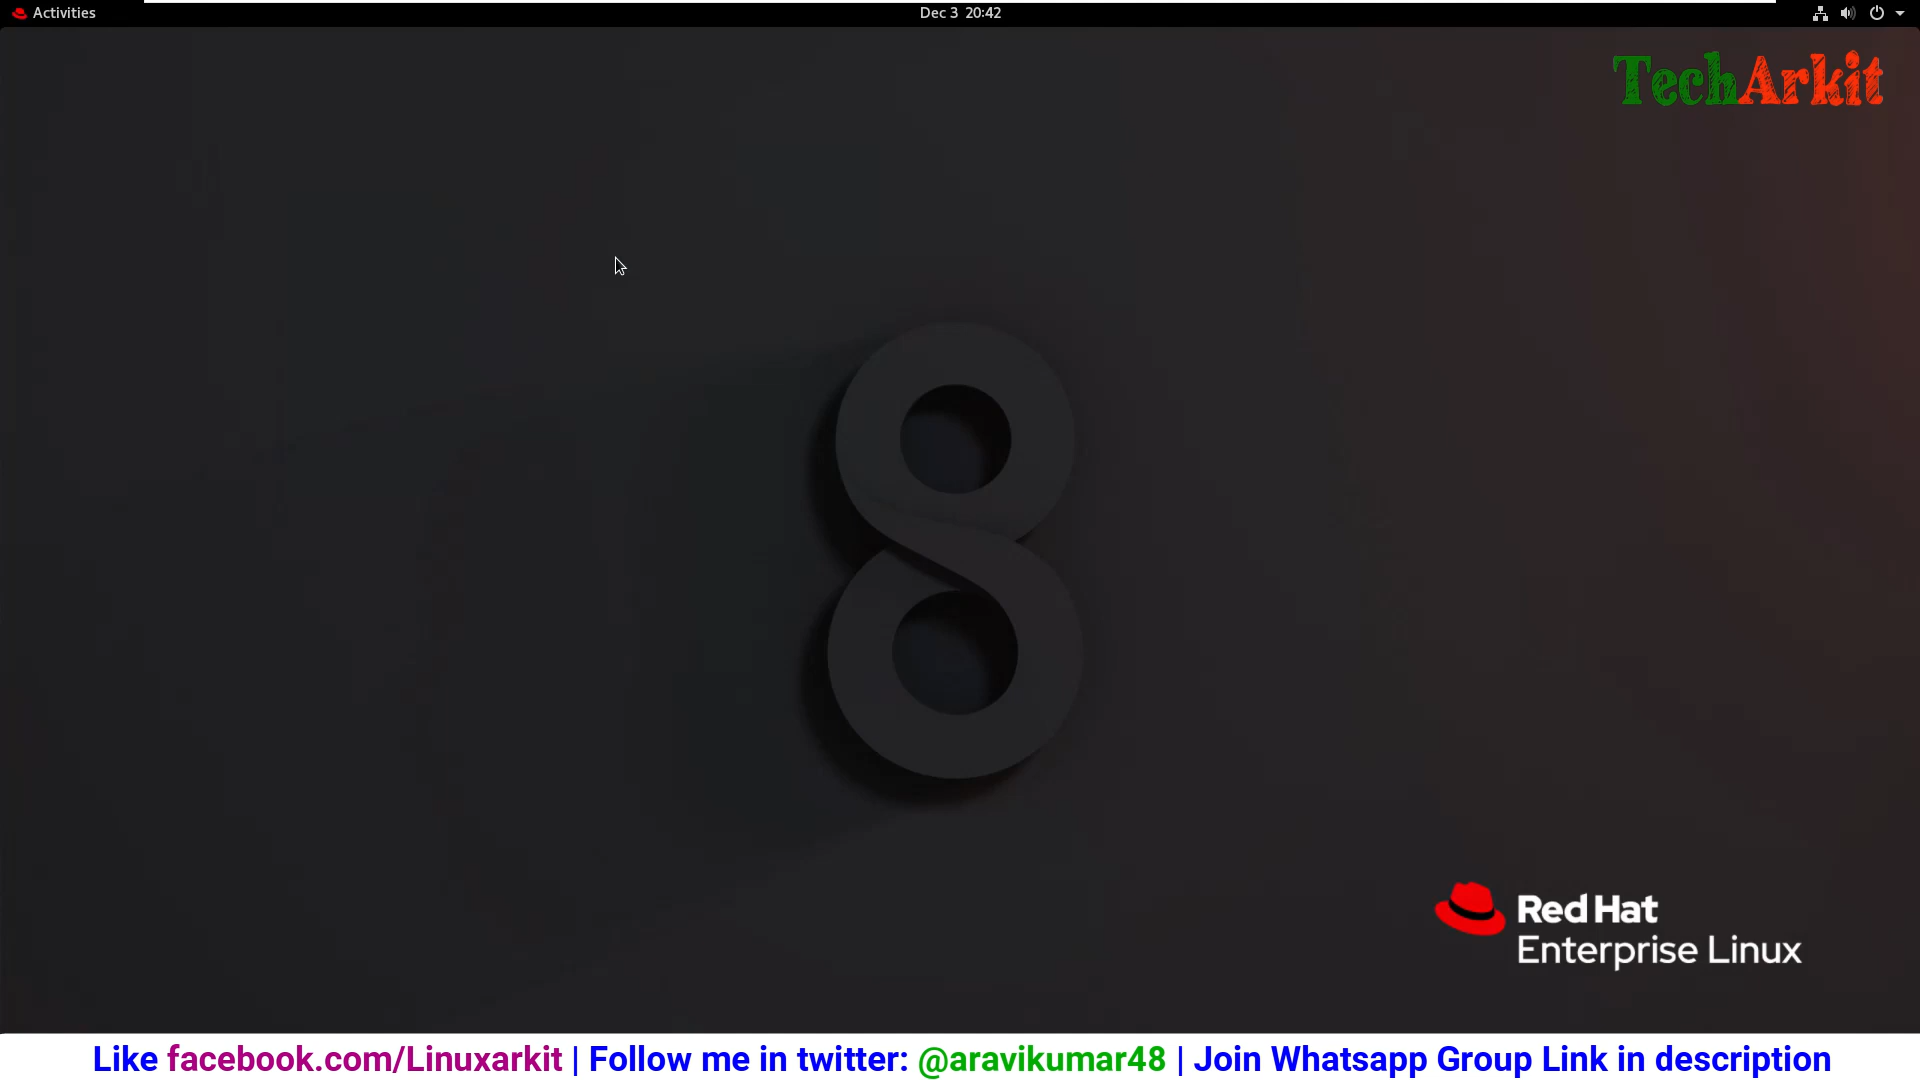 Activities
Dec 3 20:42
TechArkit
8
Red Hat
Enterprise Linux
Like facebook.com/Linuxarkit | Follow me in twitter: @aravikumar48 | Join Whatsapp Group Link in description